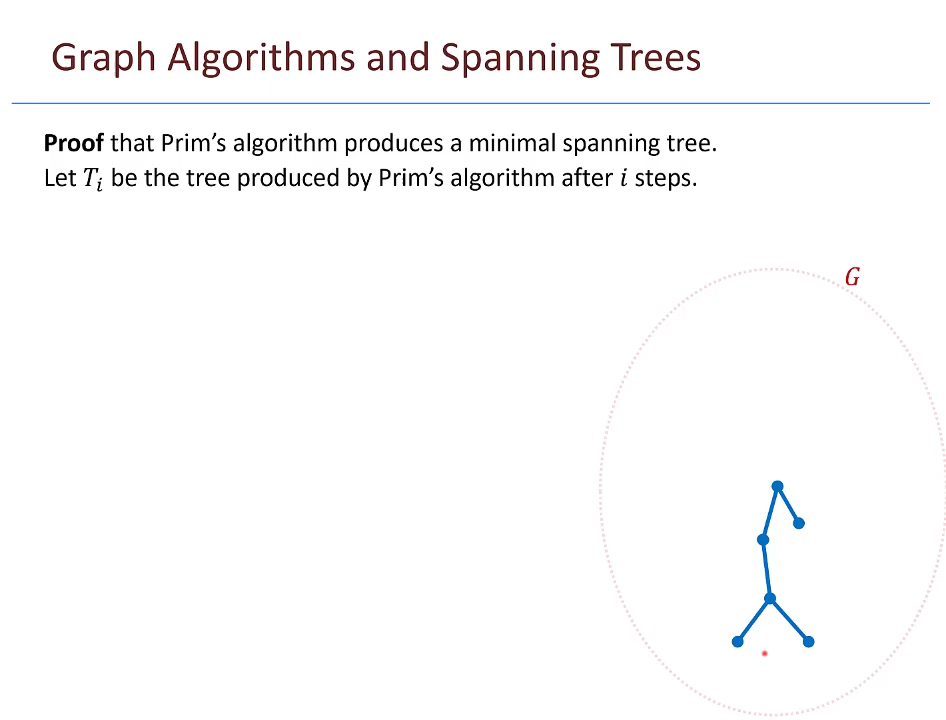 Graph Algorithms and Spanning Trees
Proof that Prim’s algorithm produces a minimal spanning tree.
Let 𝑇ᵢ be the tree produced by Prim’s algorithm after 𝑖 steps.
𝐺